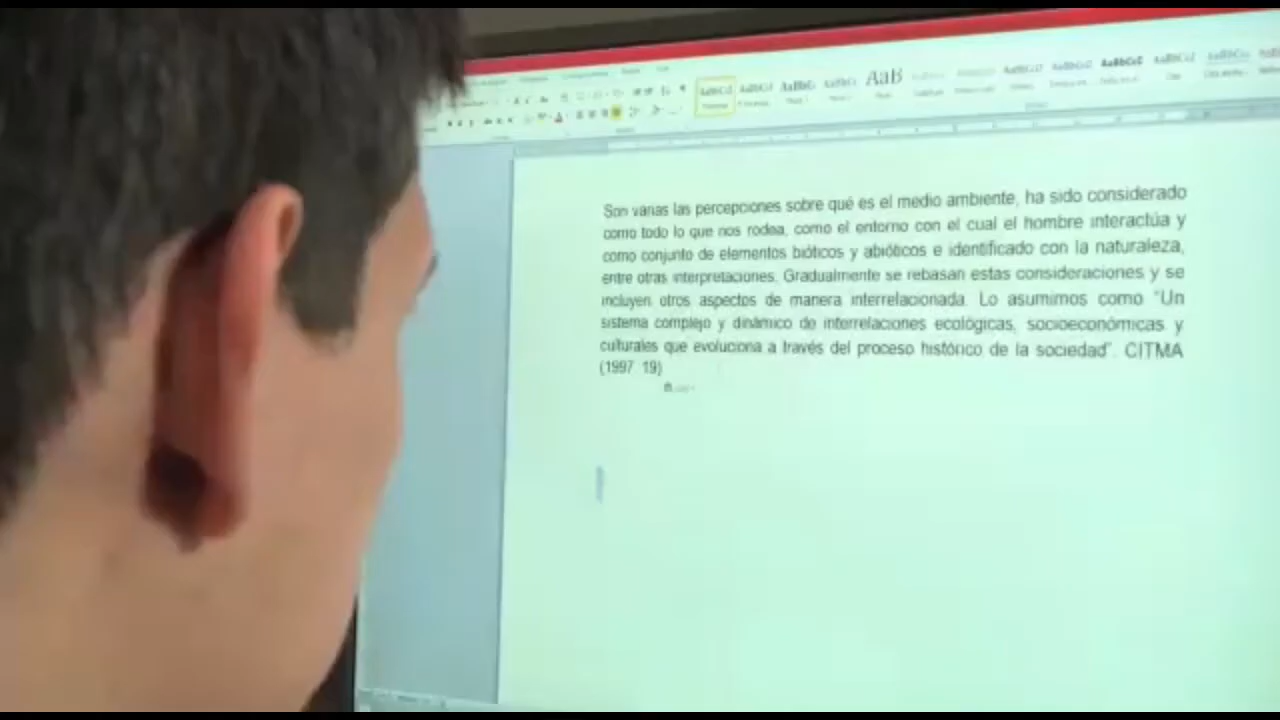 AaB
Son varias las percepciones sobre qué es el medio ambiente, ha sido considerado
como todo lo que nos rodea, como el entorno con el cual el hombre interactúa y
como conjunto de elementos bióticos y abióticos e identificado con la naturaleza,
entre otras interpretaciones. Gradualmente se rebasan estas consideraciones y se
incluyen otros aspectos de manera interrelacionada. Lo asumimos como "Un
sistema complejo y dinámico de interrelaciones ecológicas, socioeconómicas y
culturales que evoluciona a través del proceso histórico de la sociedad". CITMA
(1997 19)